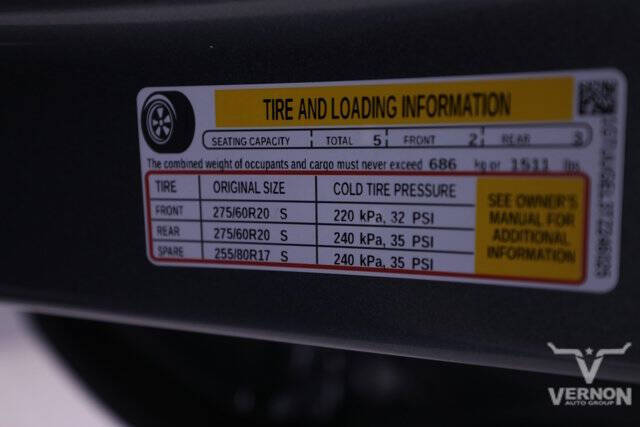 TIRE AND LOADING INFORMATION
SEATING CAPACITY TOTAL 5 FRONT 2 REAR 3
The combined weight of occupants and cargo must never exceed 686 kg or 1511 lbs
TIRE ORIGINAL SIZE COLD TIRE PRESSURE
FRONT 275/60R20 S 220 kPa, 32 PSI
REAR 275/60R20 S 240 kPa, 35 PSI
SPARE 255/80R17 S 240 kPa, 35 PSI
SEE OWNER'S
MANUAL FOR
ADDITIONAL
INFORMATION
VERNON
AUTO GROUP